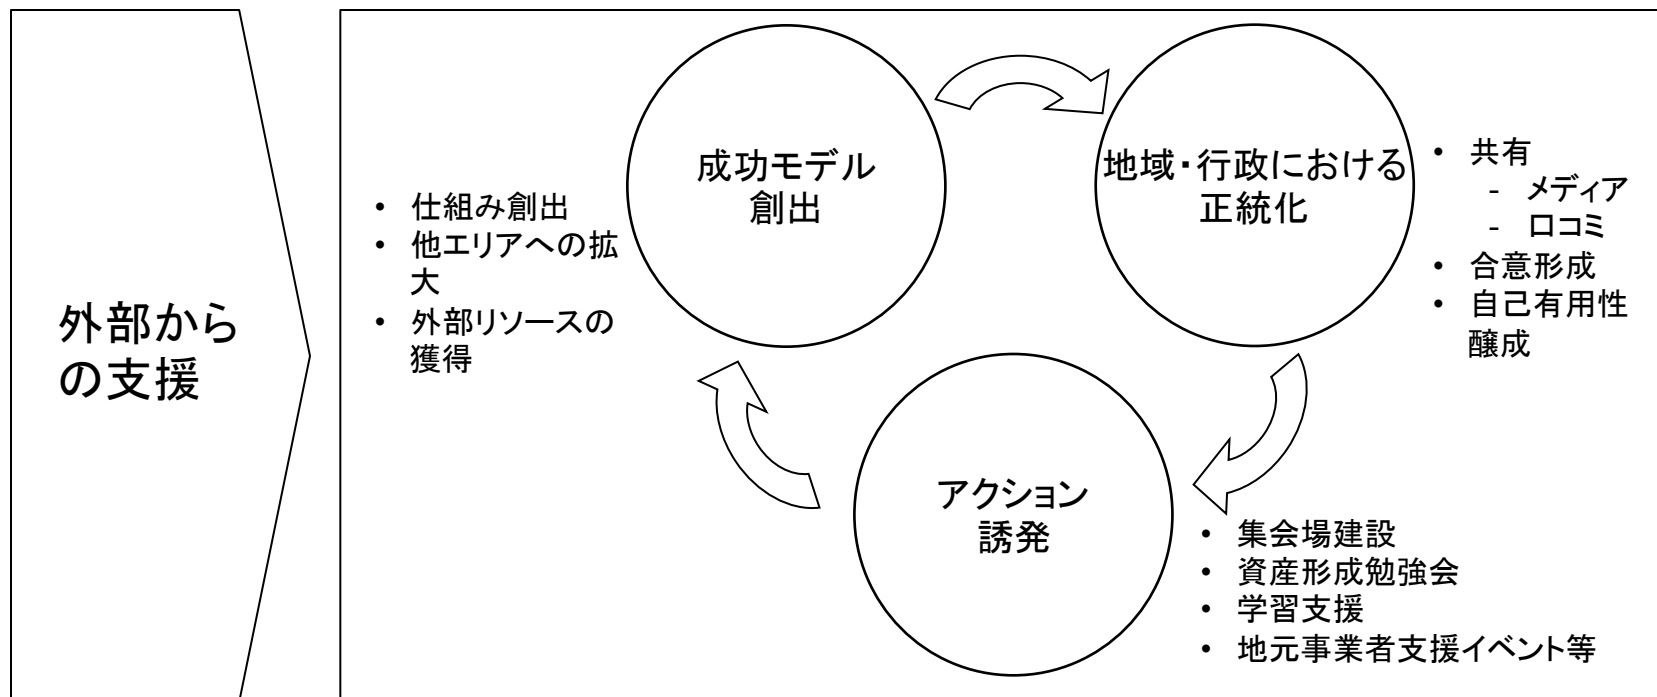 外部から
の支援
成功モデル
創出
• 仕組み創出
• 他エリアへの拡
大
• 外部リソースの
獲得
地域・行政における
正統化
• 共有
- メディア
- 口コミ
• 合意形成
• 自己有用性
醸成
アクション
誘発
• 集会場建設
• 資産形成勉強会
• 学習支援
• 地元事業者支援イベント等